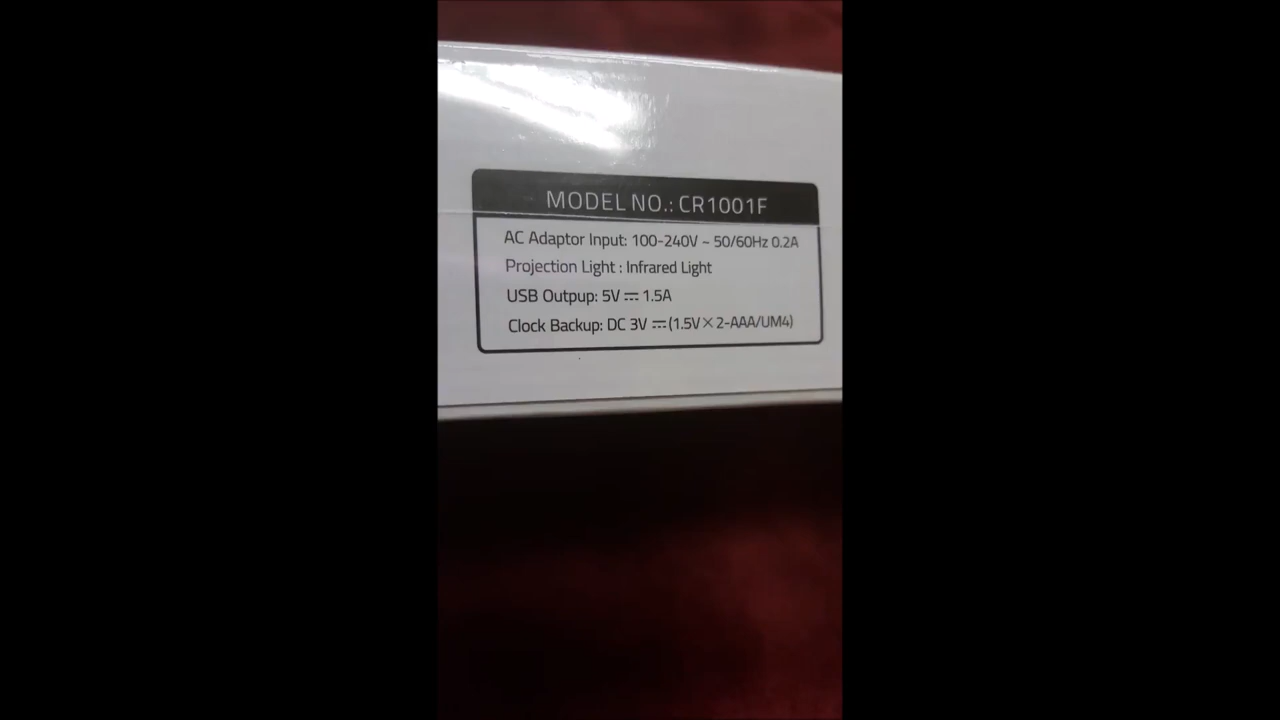 MODEL NO.: CR1001F
AC Adaptor Input: 100-240V ~ 50/60Hz 0.2A
Projection Light : Infrared Light
USB Outpup: 5V ⎓ 1.5A
Clock Backup: DC 3V ⎓ (1.5V×2-AAA/UM4)